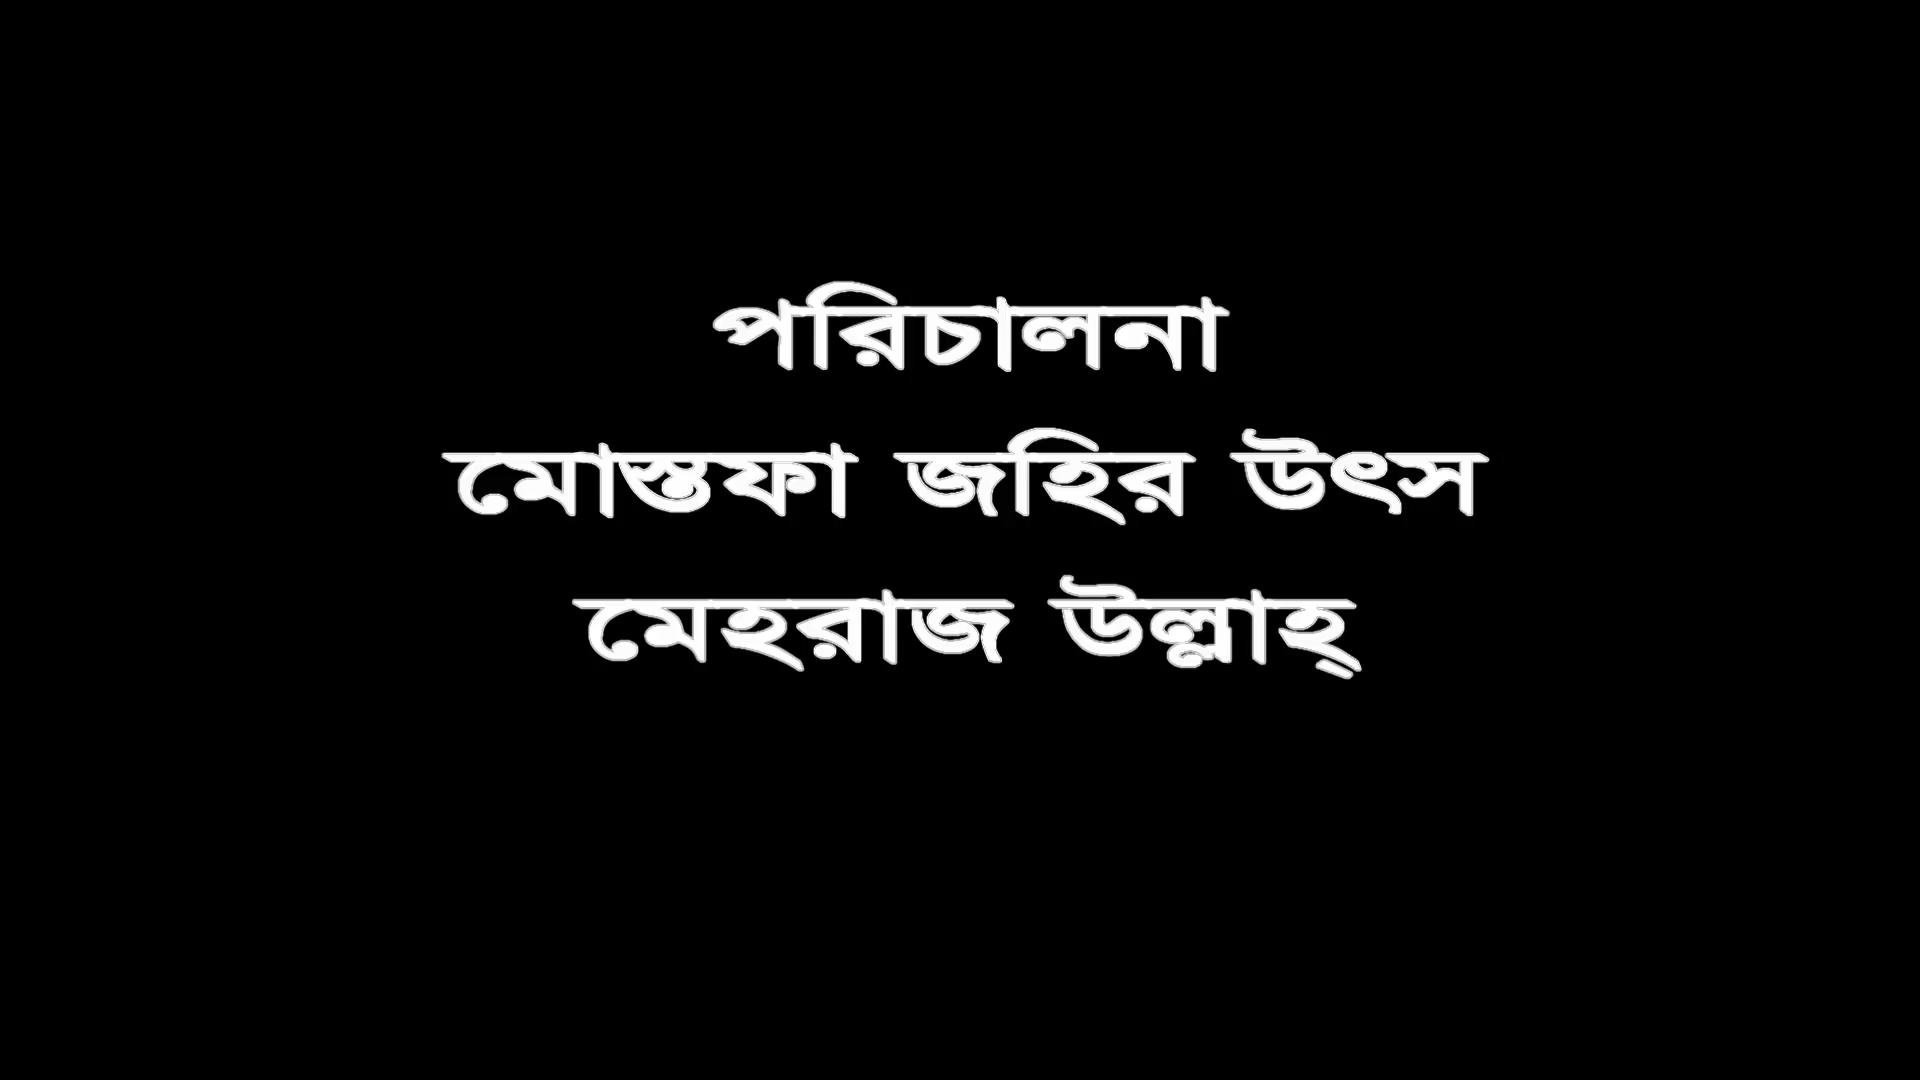 পরিচালনা
মোস্তফা জহির উৎস
মেহরাজ উল্লাহ্